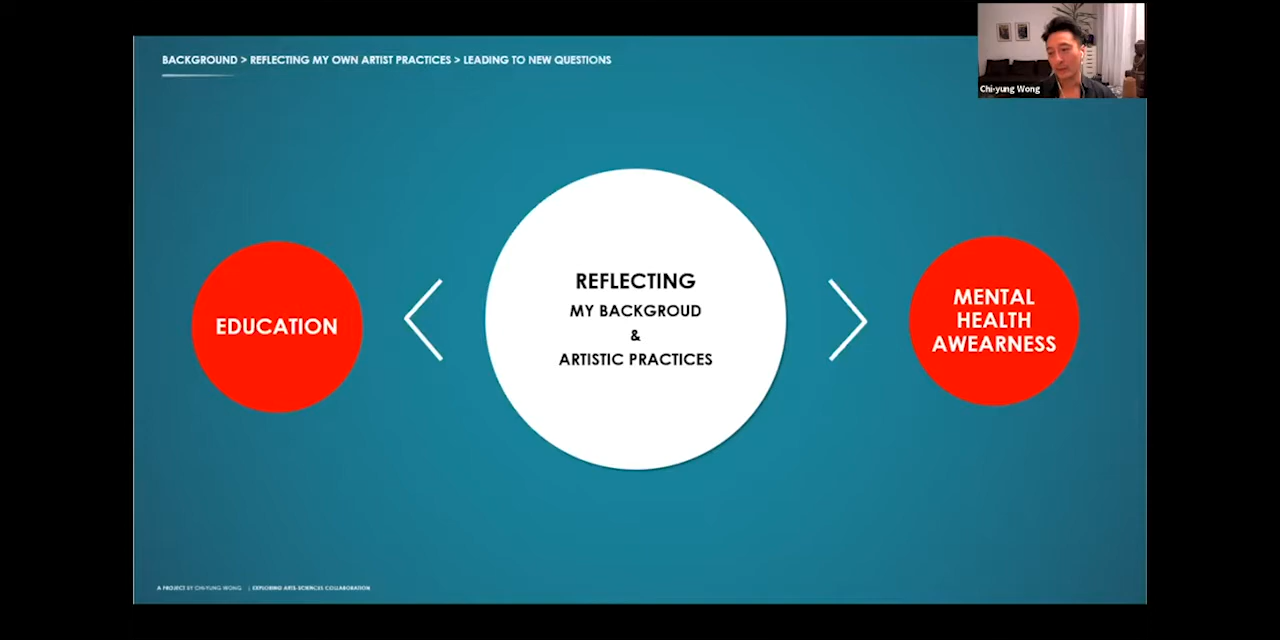 BACKGROUND > REFLECTING MY OWN ARTIST PRACTICES > LEADING TO NEW QUESTIONS
Chi-yung Wong
EDUCATION
REFLECTING
MY BACKGROUD
&
ARTISTIC PRACTICES
MENTAL
HEALTH
AWEARNESS
A PROJECT BY CHI-YUNG WONG | EXPLORING ARTS-SCIENCES COLLABORATION